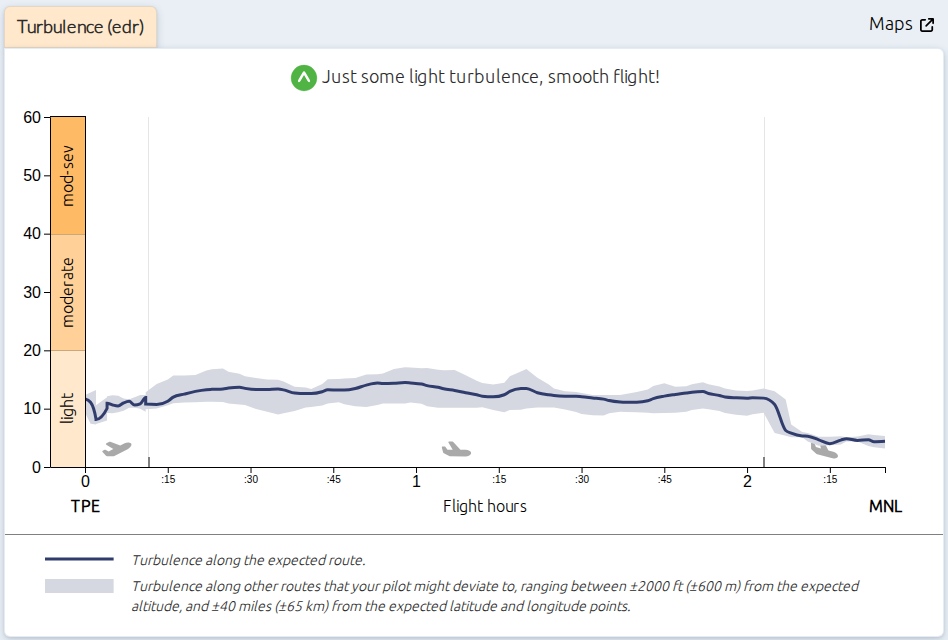 Turbulence (edr)
Maps
Just some light turbulence, smooth flight!
60
50
40
30
20
10
0
mod-sev
moderate
light
0 :15 :30 :45 1 :15 :30 :45 2 :15
TPE Flight hours MNL
Turbulence along the expected route.
Turbulence along other routes that your pilot might deviate to, ranging between ±2000 ft (±600 m) from the expected
altitude, and ±40 miles (±65 km) from the expected latitude and longitude points.